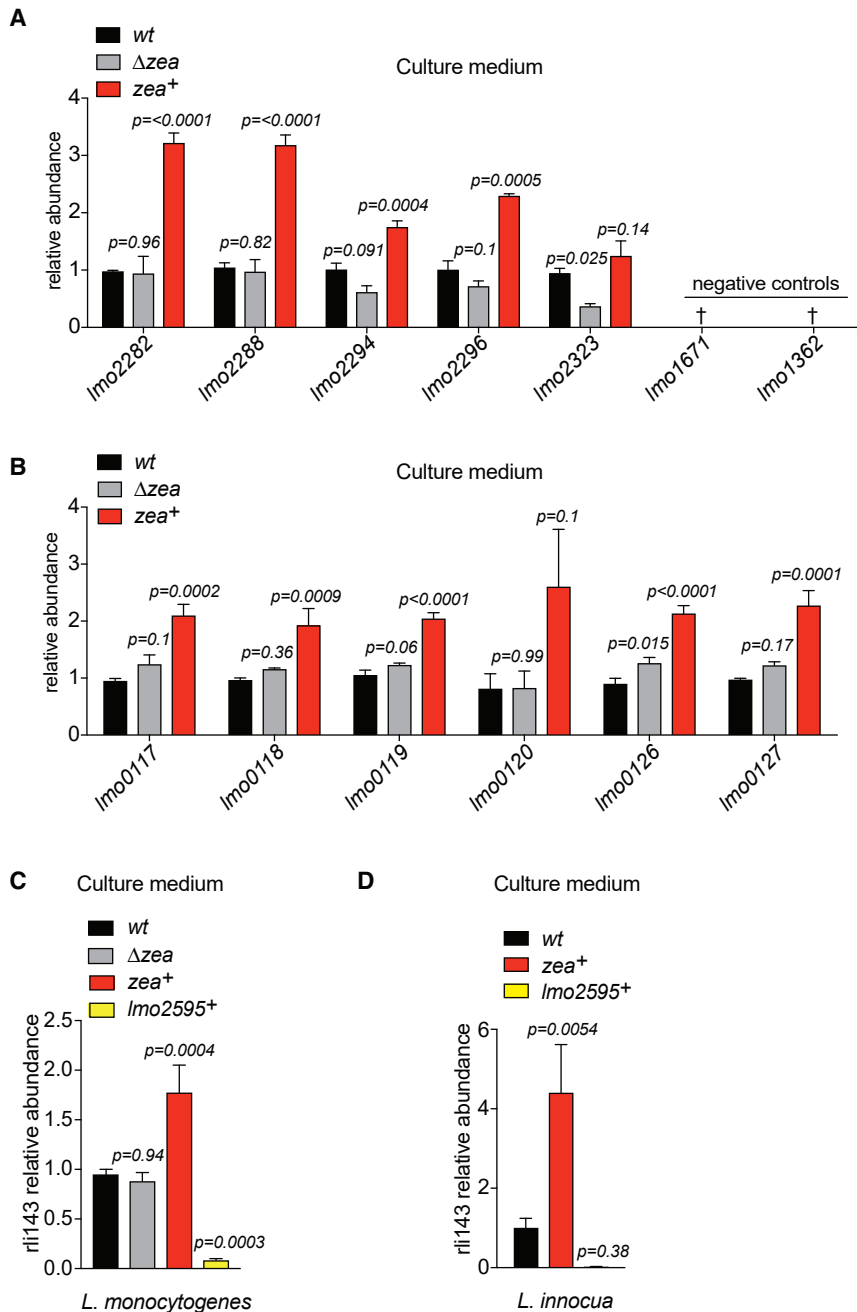 A
wt
Δzea
zea+
Culture medium
relative abundance
4
3
2
1
0
p=0.96
p=<0.0001
p=0.82
p=<0.0001
p=0.091
p=0.0004
p=0.1
p=0.0005
p=0.025
p=0.14
negative controls
†
†
lmo2282
lmo2288
lmo2294
lmo2296
lmo2323
lmo1671
lmo1362
B
wt
Δzea
zea+
Culture medium
relative abundance
4
3
2
1
0
p=0.1
p=0.0002
p=0.36
p=0.0009
p=0.06
p<0.0001
p=0.99
p=0.1
p=0.015
p<0.0001
p=0.17
p=0.0001
lmo0117
lmo0118
lmo0119
lmo0120
lmo0126
lmo0127
C
Culture medium
wt
Δzea
zea+
lmo2595+
rli143 relative abundance
2.5
2.0
1.5
1.0
0.5
0.0
p=0.94
p=0.0004
p=0.0003
L. monocytogenes
D
Culture medium
wt
zea+
lmo2595+
rli143 relative abundance
6
4
2
0
p=0.0054
p=0.38
L. innocua